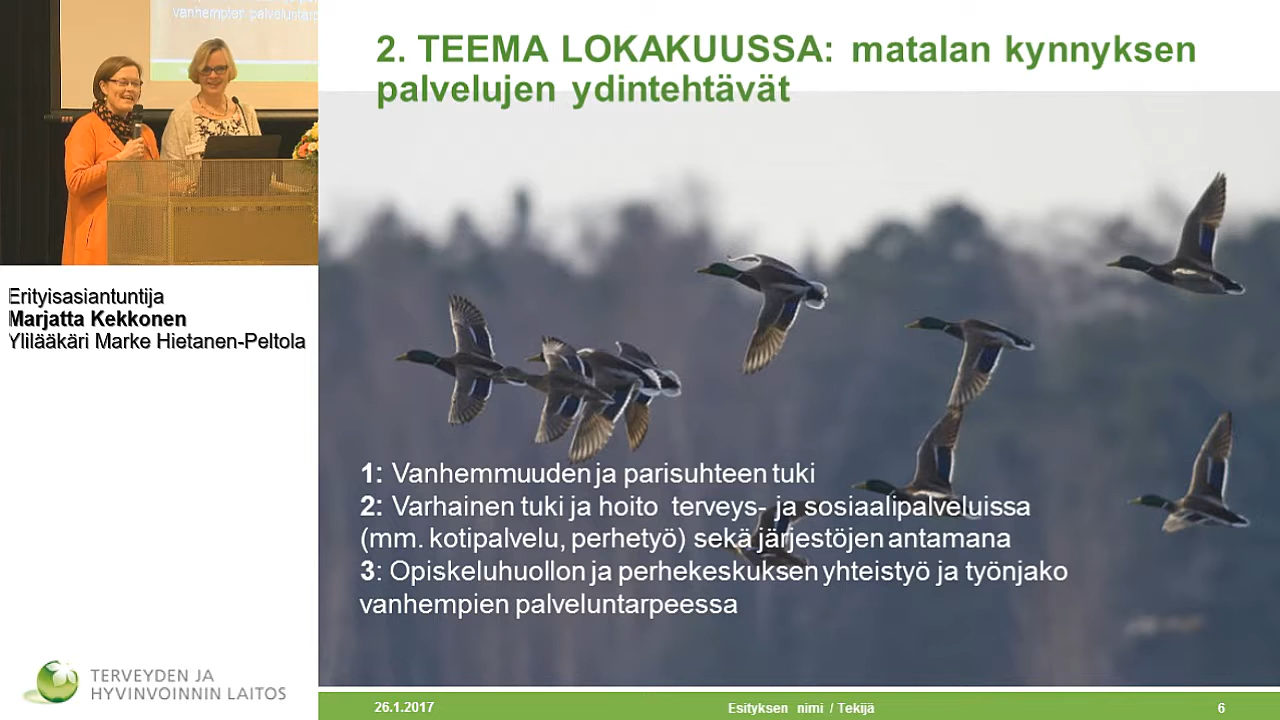 vanhempien palveluntarp
2. TEEMA LOKAKUUSSA: matalan kynnyksen
palvelujen ydintehtävät
Erityisasiantuntija
Marjatta Kekkonen
Ylilääkäri Marke Hietanen-Peltola
1: Vanhemmuuden ja parisuhteen tuki
2: Varhainen tuki ja hoito terveys- ja sosiaalipalveluissa
(mm. kotipalvelu, perhetyö) sekä järjestöjen antamana
3: Opiskeluhuollon ja perhekeskuksen yhteistyö ja työnjako
vanhempien palveluntarpeessa
TERVEYDEN JA
HYVINVOINNIN LAITOS
26.1.2017
Esityksen nimi / Tekijä
6